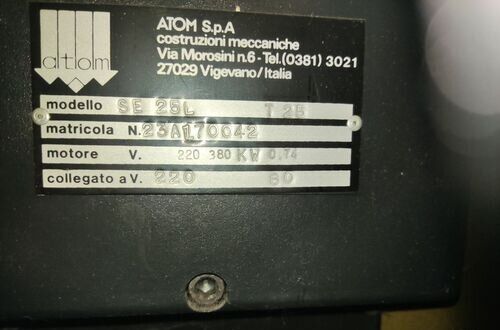 atom
ATOM S.p.A
costruzioni meccaniche
Via Morosini n.6 - Tel.(0381) 3021
27029 Vigevano/Italia
modello SE 25L T 25
matricola N. 23A170042
motore V. 220 380 KW 0,74
collegato a V. 220 60